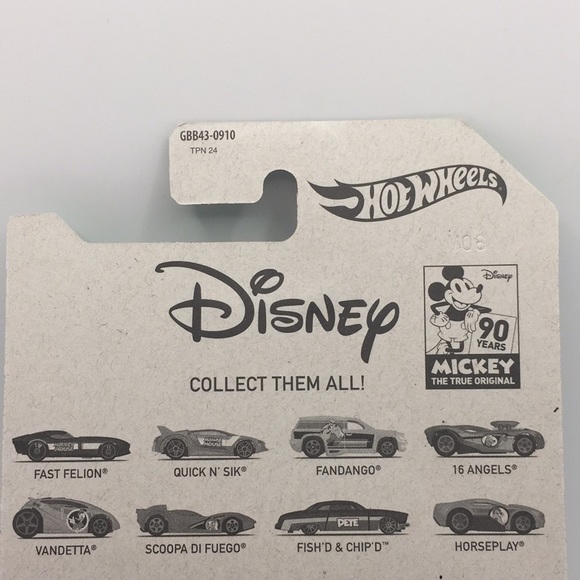 GBB43-0910
TPN 24
HOT WHEELS
Disney
Disney
90
YEARS
MICKEY
THE TRUE ORIGINAL
COLLECT THEM ALL!
FAST FELION® QUICK N' SIK® FANDANGO® 16 ANGELS®
PETE
VANDETTA® SCOOPA DI FUEGO® FISH'D & CHIP'D™ HORSEPLAY®